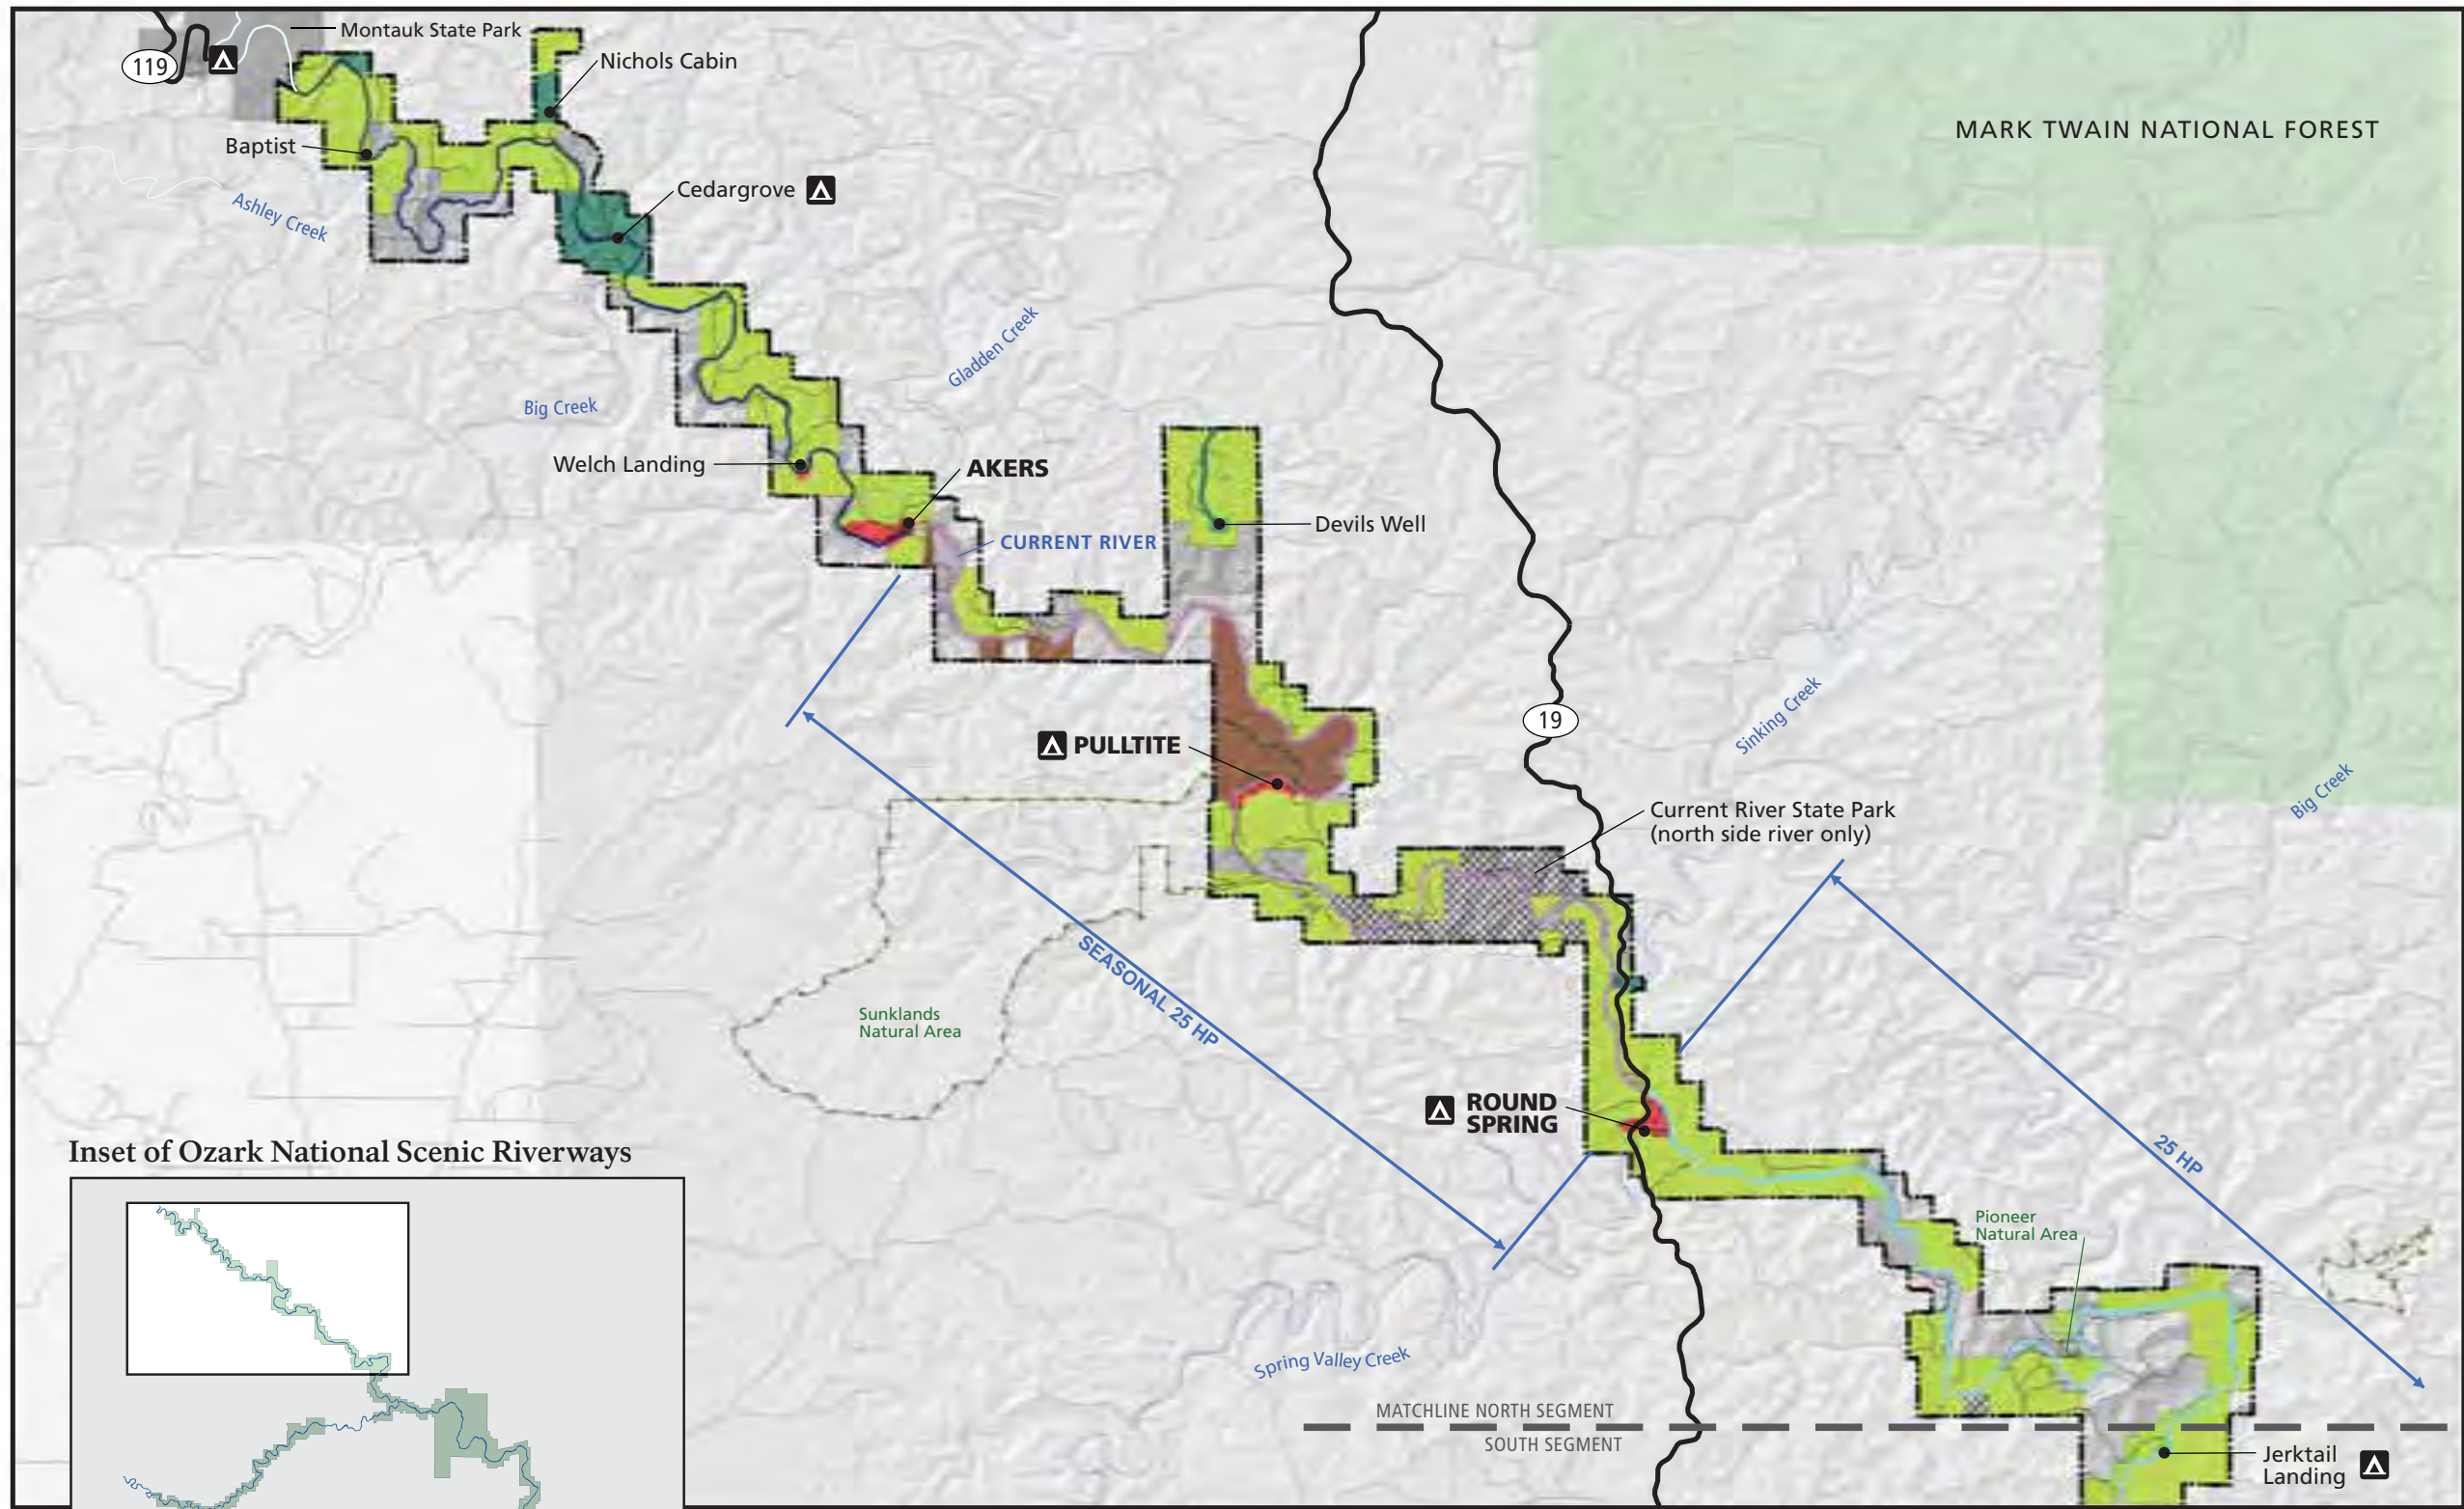 Montauk State Park
119
Nichols Cabin
MARK TWAIN NATIONAL FOREST
Baptist
Cedargrove
Ashley Creek
Gladden Creek
Big Creek
Welch Landing
AKERS
Devils Well
CURRENT RIVER
19
Sinking Creek
PULLTITE
Big Creek
Current River State Park
(north side river only)
SEASONAL 25 HP
Sunklands
Natural Area
ROUND
SPRING
25 HP
Inset of Ozark National Scenic Riverways
Pioneer
Natural Area
Spring Valley Creek
MATCHLINE NORTH SEGMENT
SOUTH SEGMENT
Jerktail
Landing